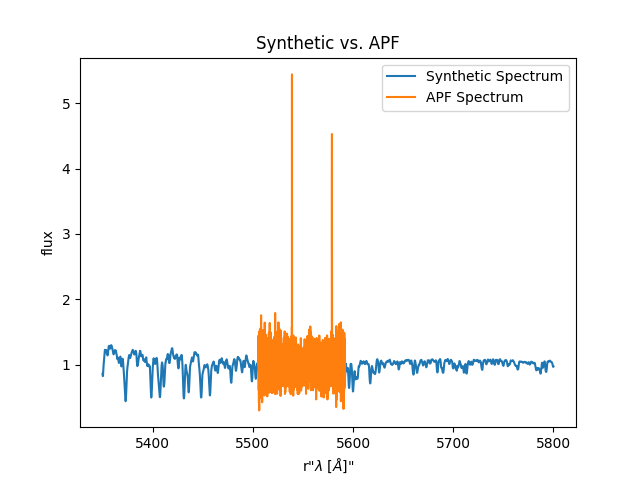 Synthetic vs. APF
Synthetic Spectrum
APF Spectrum
flux
5
4
3
2
1
5400 5500 5600 5700 5800
r"λ [Å]"